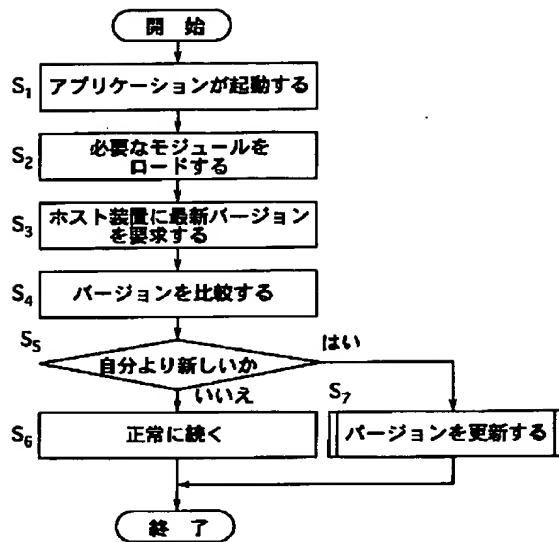 開始
S1 アプリケーションが起動する
S2 必要なモジュールを
ロードする
S3 ホスト装置に最新バージョン
を要求する
S4 バージョンを比較する
S5 自分より新しいか
はい
いいえ
S6 正常に続く
S7 バージョンを更新する
終了